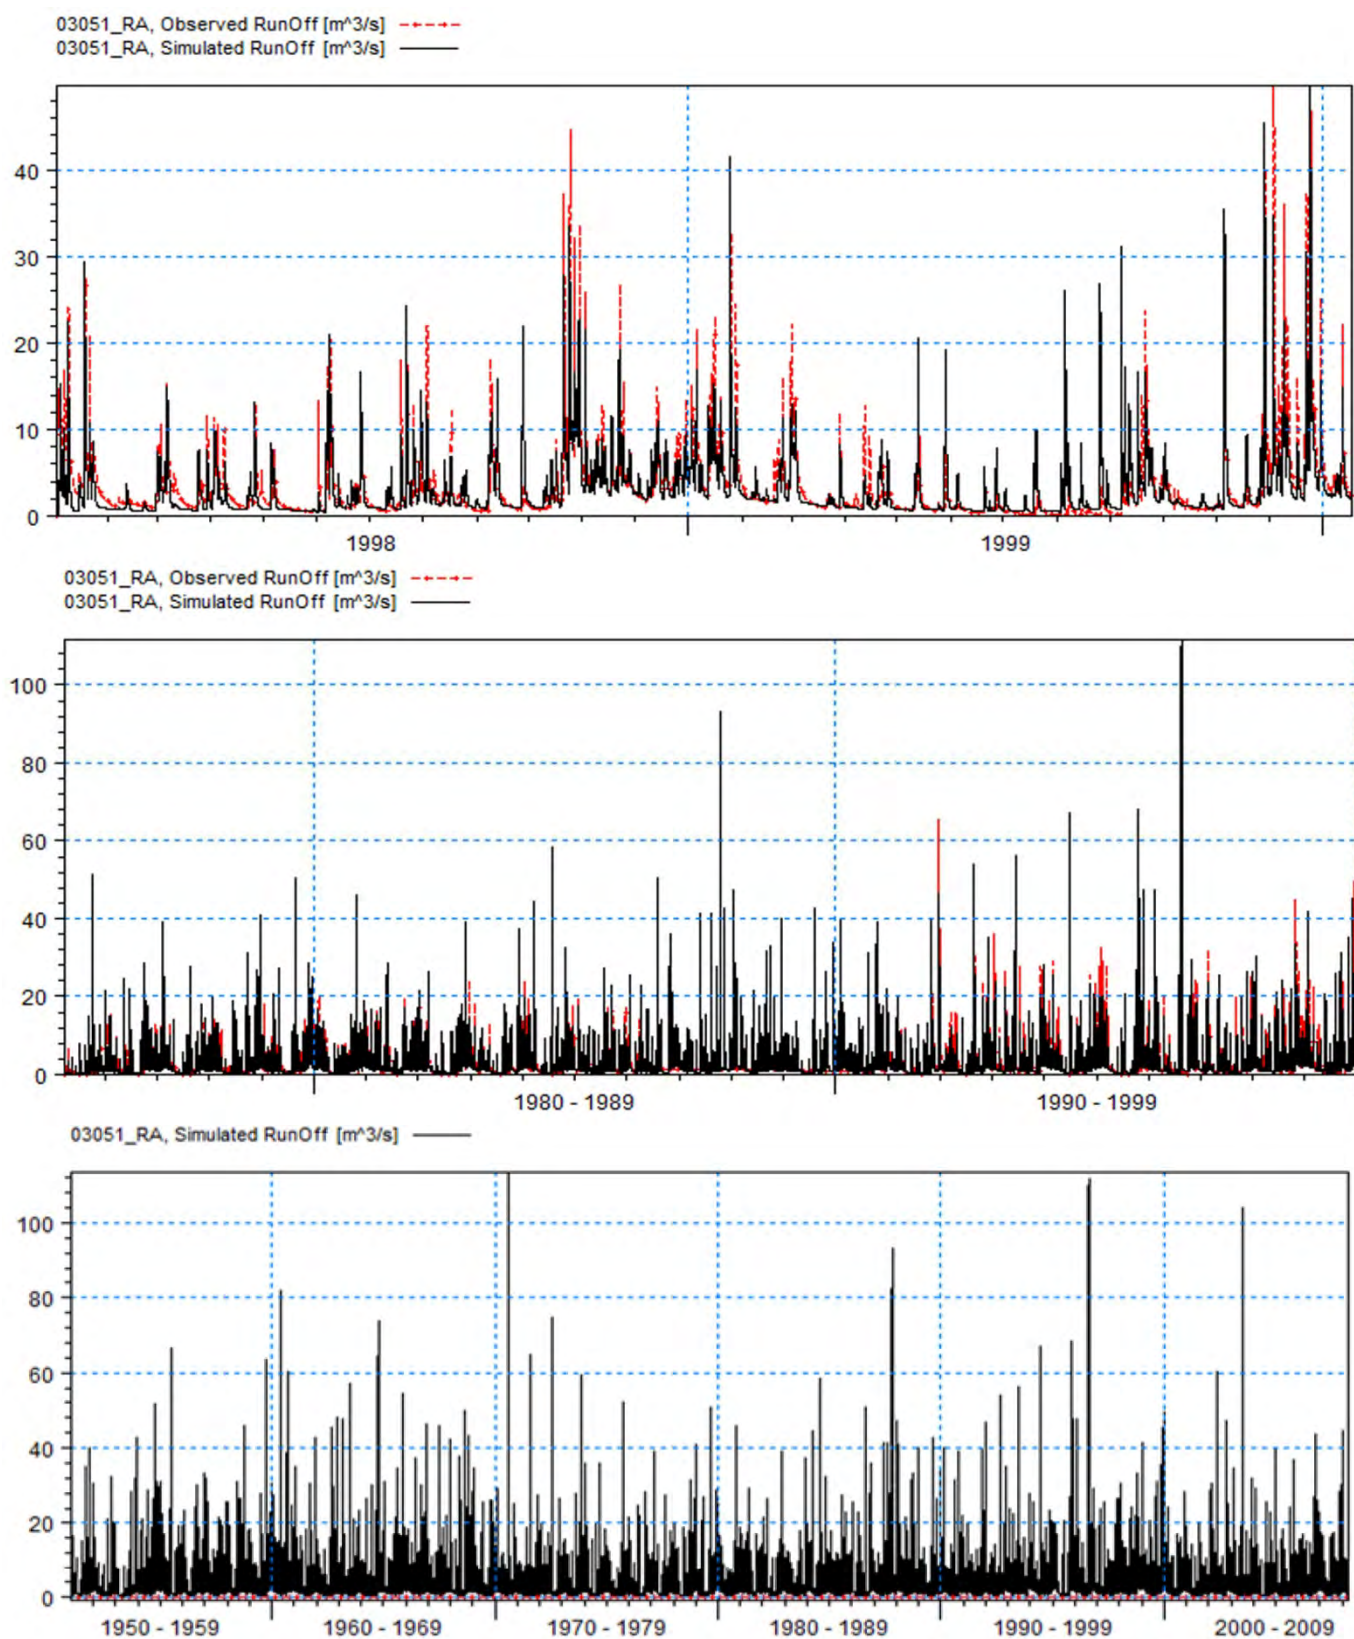 03051_RA, Observed RunOff [m^3/s]
03051_RA, Simulated RunOff [m^3/s]
40
30
20
10
0
1998 1999
03051_RA, Observed RunOff [m^3/s]
03051_RA, Simulated RunOff [m^3/s]
100
80
60
40
20
0
1980 - 1989 1990 - 1999
03051_RA, Simulated RunOff [m^3/s]
100
80
60
40
20
0
1950 - 1959 1960 - 1969 1970 - 1979 1980 - 1989 1990 - 1999 2000 - 2009